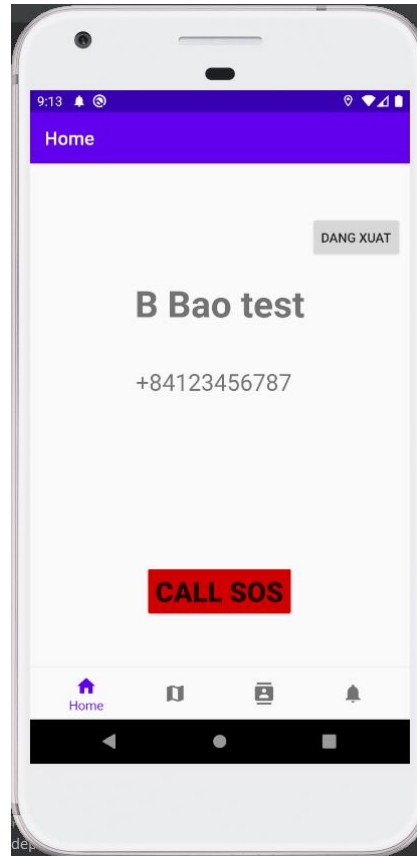 9:13
Home
DANG XUAT
B Bao test
+84123456787
CALL SOS
Home